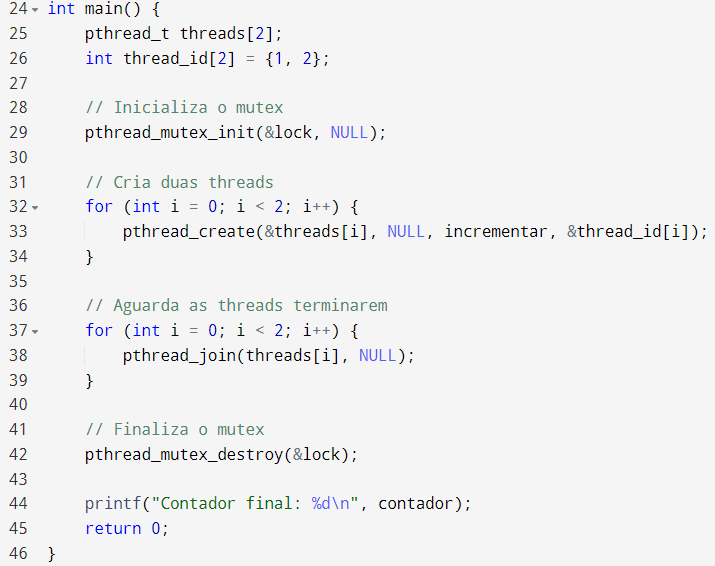 24 int main() {
25 pthread_t threads[2];
26 int thread_id[2] = {1, 2};
27
28 // Inicializa o mutex
29 pthread_mutex_init(&lock, NULL);
30
31 // Cria duas threads
32 for (int i = 0; i < 2; i++) {
33 pthread_create(&threads[i], NULL, incrementar, &thread_id[i]);
34 }
35
36 // Aguarda as threads terminarem
37 for (int i = 0; i < 2; i++) {
38 pthread_join(threads[i], NULL);
39 }
40
41 // Finaliza o mutex
42 pthread_mutex_destroy(&lock);
43
44 printf("Contador final: %d\n", contador);
45 return 0;
46 }